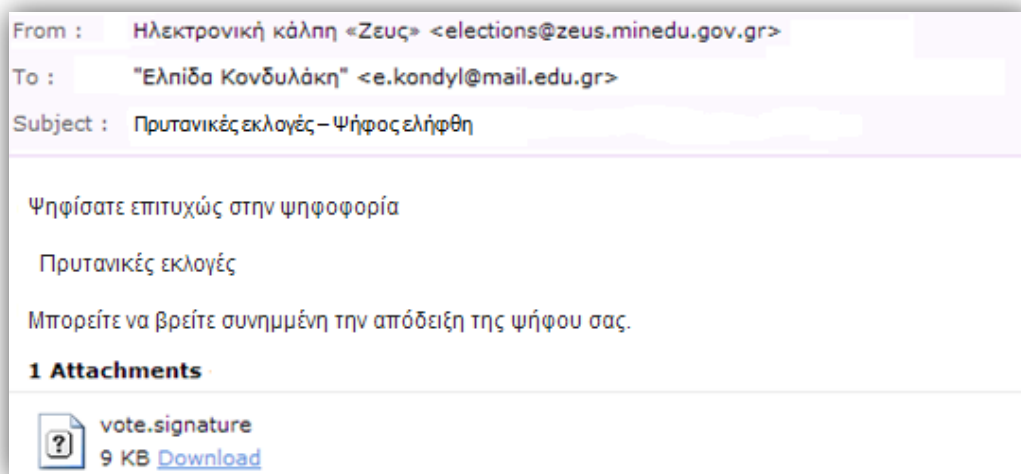 From : Ηλεκτρονική κάλπη «Ζευς» <elections@zeus.minedu.gov.gr>
To : "Ελπίδα Κονδυλάκη" <e.kondyl@mail.edu.gr>
Subject : Πρυτανικές εκλογές – Ψήφος ελήφθη
Ψηφίσατε επιτυχώς στην ψηφοφορία
Πρυτανικές εκλογές
Μπορείτε να βρείτε συνημμένη την απόδειξη της ψήφου σας.
1 Attachments
vote.signature
9 KB Download